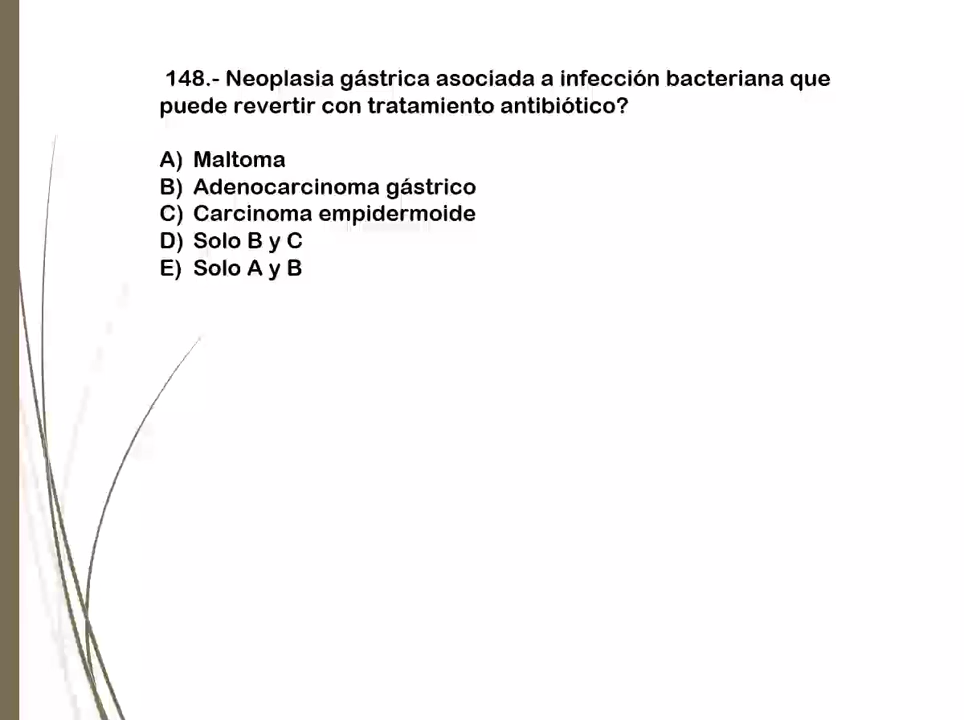 148.- Neoplasia gástrica asociada a infección bacteriana que
puede revertir con tratamiento antibiótico?
A) Maltoma
B) Adenocarcinoma gástrico
C) Carcinoma empidermoide
D) Solo B y C
E) Solo A y B